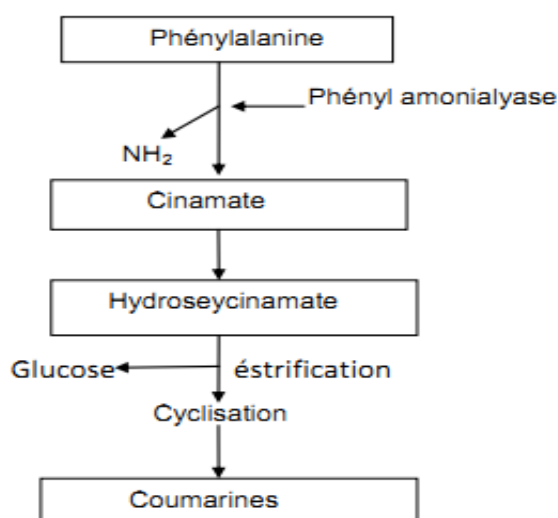 Phénylalanine
Phényl amonialyase
NH₂
Cinamate
Hydroseycinamate
Glucose éstrification
Cyclisation
Coumarines